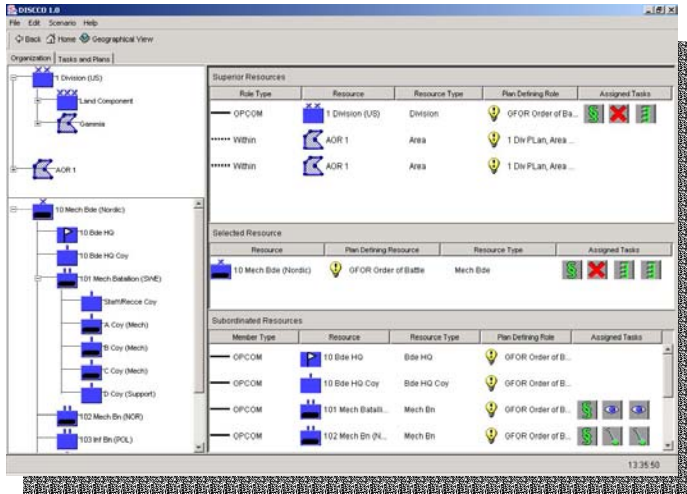 DISCCO 1.0
File Edit Scenario Help
Back Home Geographical View
Organization Tasks and Plans
1 Division (US)
Land Component
Gamma
AOR 1
10 Mech Bde (Nordic)
10 Bde HQ
10 Bde HQ Coy
101 Mech Batallion (SWE)
Staff/Recce Coy
A Coy (Mech)
B Coy (Mech)
C Coy (Mech)
D Coy (Support)
102 Mech Bn (NOR)
103 Inf Bn (POL)
Superior Resources
Role Type Resource Resource Type Plan Defining Role Assigned Tasks
OPCOM 1 Division (US) Division GFOR Order of Ba...
Within AOR 1 Area 1 Div PLan, Area ...
Within AOR 1 Area 1 Div PLan, Area ...
Selected Resource
Resource Plan Defining Resource Resource Type Assigned Tasks
10 Mech Bde (Nordic) GFOR Order of Battle Mech Bde
Subordinated Resources
Member Type Resource Resource Type Plan Defining Role Assigned Tasks
OPCOM 10 Bde HQ Bde HQ GFOR Order of B...
OPCOM 10 Bde HQ Coy Bde HQ Coy GFOR Order of B...
OPCOM 101 Mech Batalli... Mech Bn GFOR Order of B...
OPCOM 102 Mech Bn (N... Mech Bn GFOR Order of B...
13:35:50